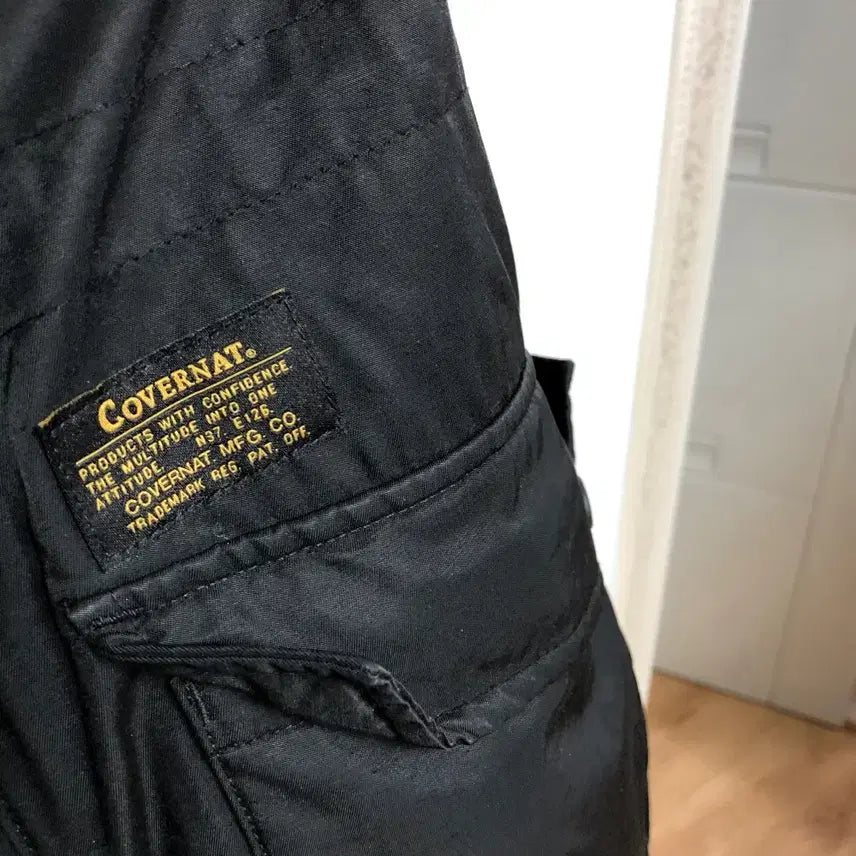 COVERNAT®
PRODUCTS WITH CONFIDENCE
THE MULTITUDE INTO ONE
ATTITUDE N37 E126
COVERNAT MFG. CO.
TRADEMARK REG. PAT. OFF.